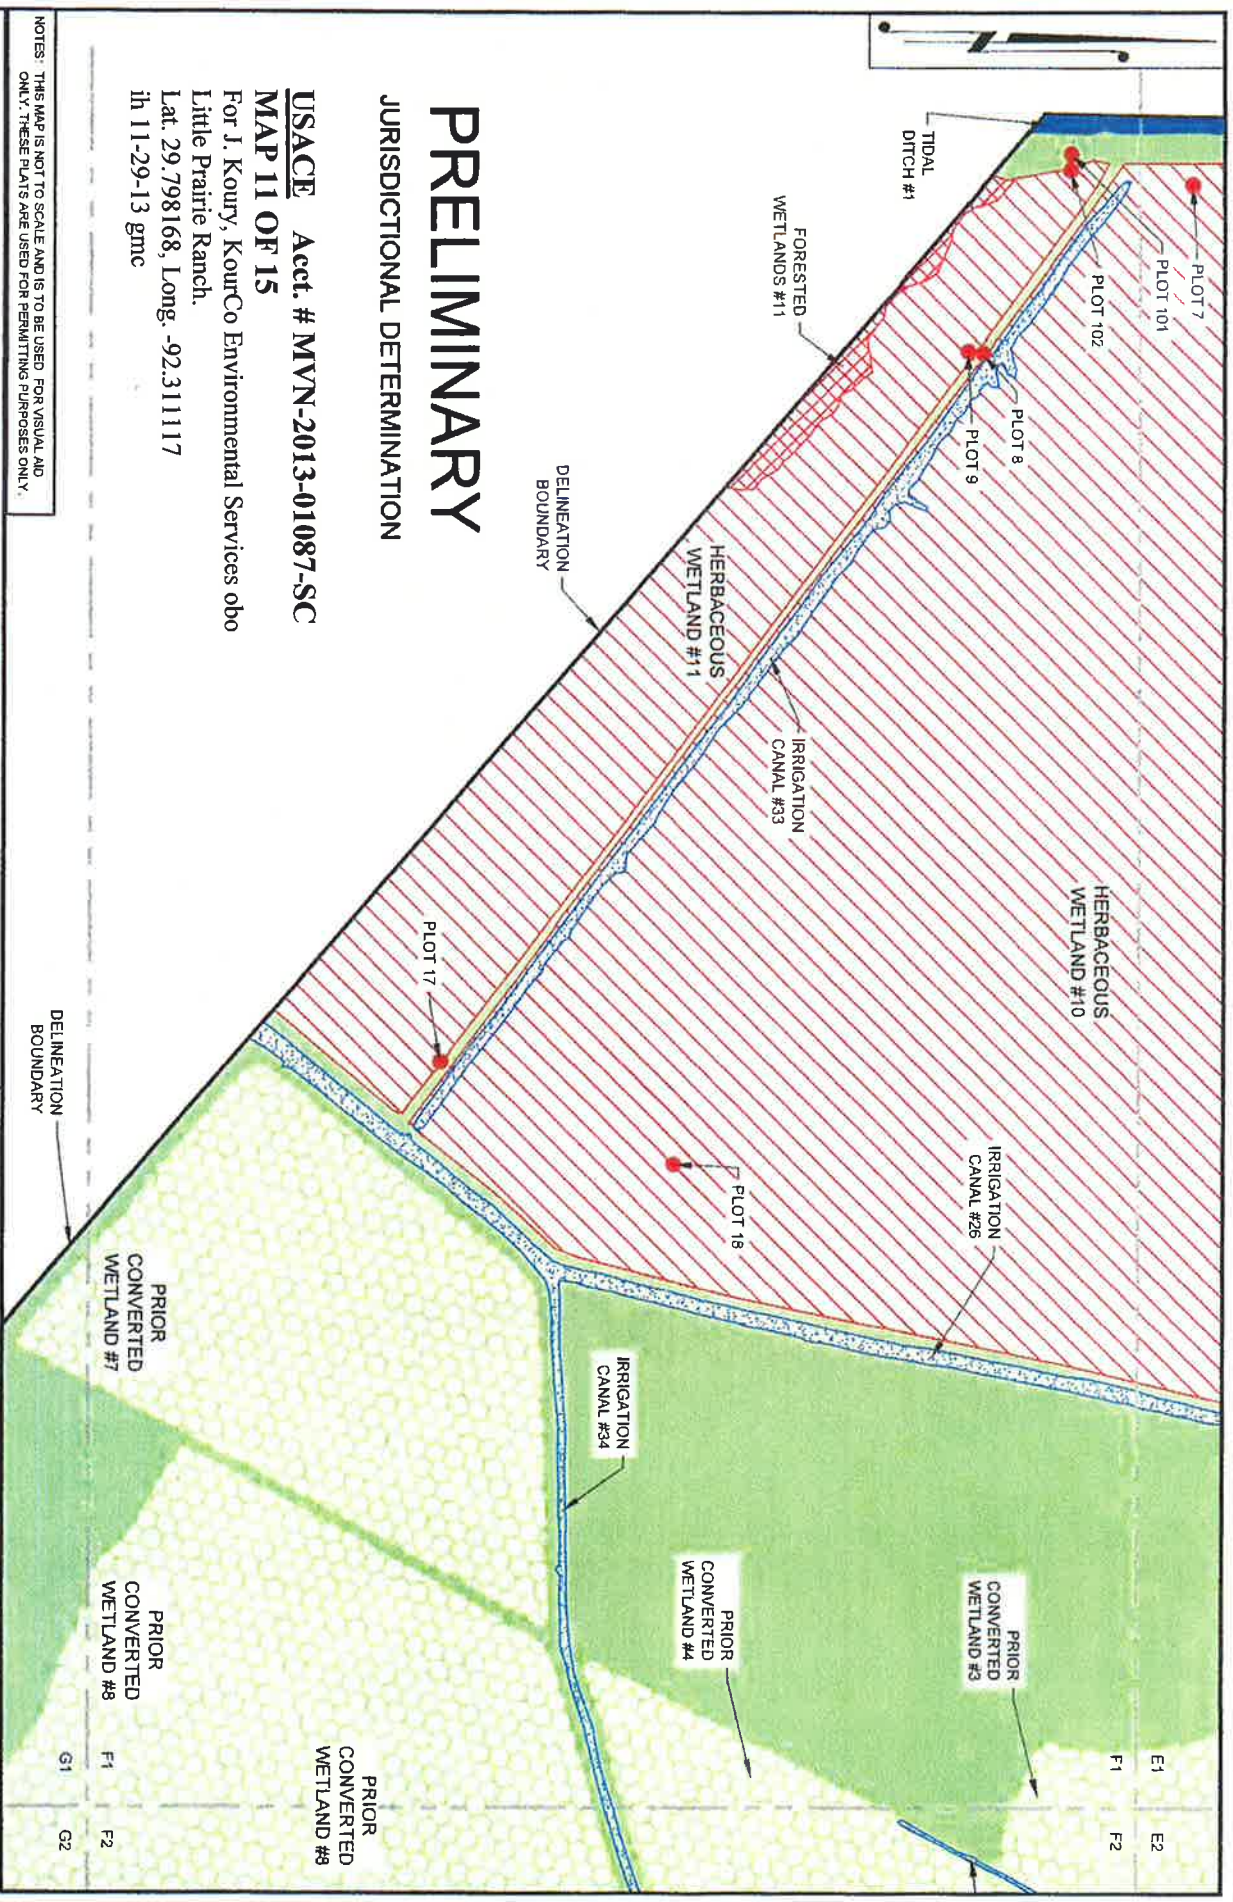 PLOT 7
PLOT 101
PLOT 102
TIDAL
DITCH #1
PLOT 8
PLOT 9
FORESTED
WETLANDS #11
HERBACEOUS
WETLAND #10
HERBACEOUS
WETLAND #11
IRRIGATION
CANAL #33
DELINEATION
BOUNDARY
PLOT 17
PLOT 18
IRRIGATION
CANAL #26
IRRIGATION
CANAL #34
PRIOR
CONVERTED
WETLAND #3
PRIOR
CONVERTED
WETLAND #4
E1 E2
F1 F2
PRIOR
CONVERTED
WETLAND #8
PRIOR
CONVERTED
WETLAND #7
PRIOR
CONVERTED
WETLAND #8
F1 F2
G1 G2
DELINEATION
BOUNDARY
PRELIMINARY
JURISDICTIONAL DETERMINATION
USACE Acct. # MVN-2013-01087-SC
MAP 11 OF 15
For J. Koury, KourCo Environmental Services obo
Little Prairie Ranch.
Lat. 29.798168, Long. -92.311117
ih 11-29-13 gmc
NOTES: THIS MAP IS NOT TO SCALE AND IS TO BE USED FOR VISUAL AID
ONLY. THESE PLATS ARE USED FOR PERMITTING PURPOSES ONLY.